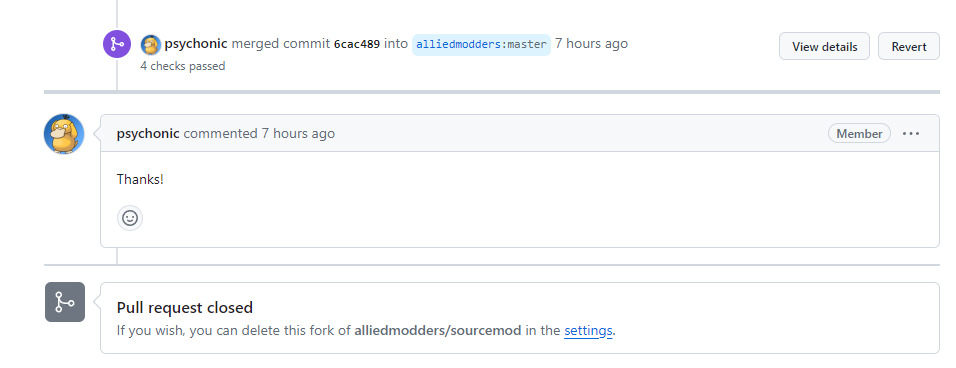 psychonic merged commit 6cac489 into alliedmodders:master 7 hours ago
View details
Revert
4 checks passed
psychonic commented 7 hours ago
Member
Thanks!
Pull request closed
If you wish, you can delete this fork of alliedmodders/sourcemod in the settings.